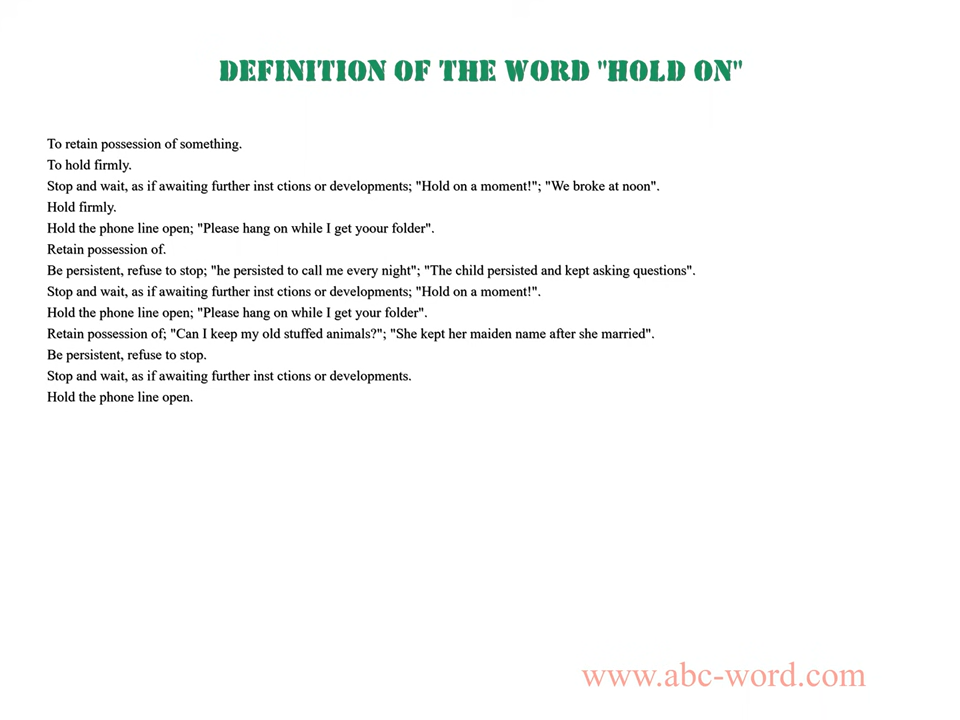 DEFINITION OF THE WORD "HOLD ON"
To retain possession of something.
To hold firmly.
Stop and wait, as if awaiting further inst ctions or developments; "Hold on a moment!"; "We broke at noon".
Hold firmly.
Hold the phone line open; "Please hang on while I get yoour folder".
Retain possession of.
Be persistent, refuse to stop; "he persisted to call me every night"; "The child persisted and kept asking questions".
Stop and wait, as if awaiting further inst ctions or developments; "Hold on a moment!".
Hold the phone line open; "Please hang on while I get your folder".
Retain possession of; "Can I keep my old stuffed animals?"; "She kept her maiden name after she married".
Be persistent, refuse to stop.
Stop and wait, as if awaiting further inst ctions or developments.
Hold the phone line open.
www.abc-word.com